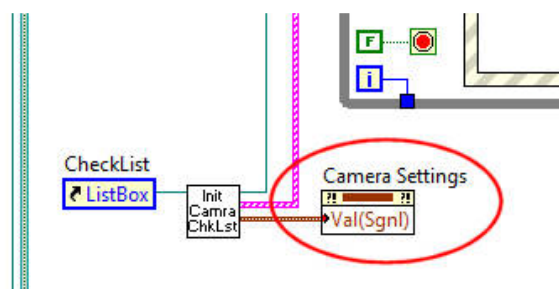 F
i
CheckList
ListBox
Init
Camra
ChkLst
Camera Settings
?! ?!
Val(Sgnl)